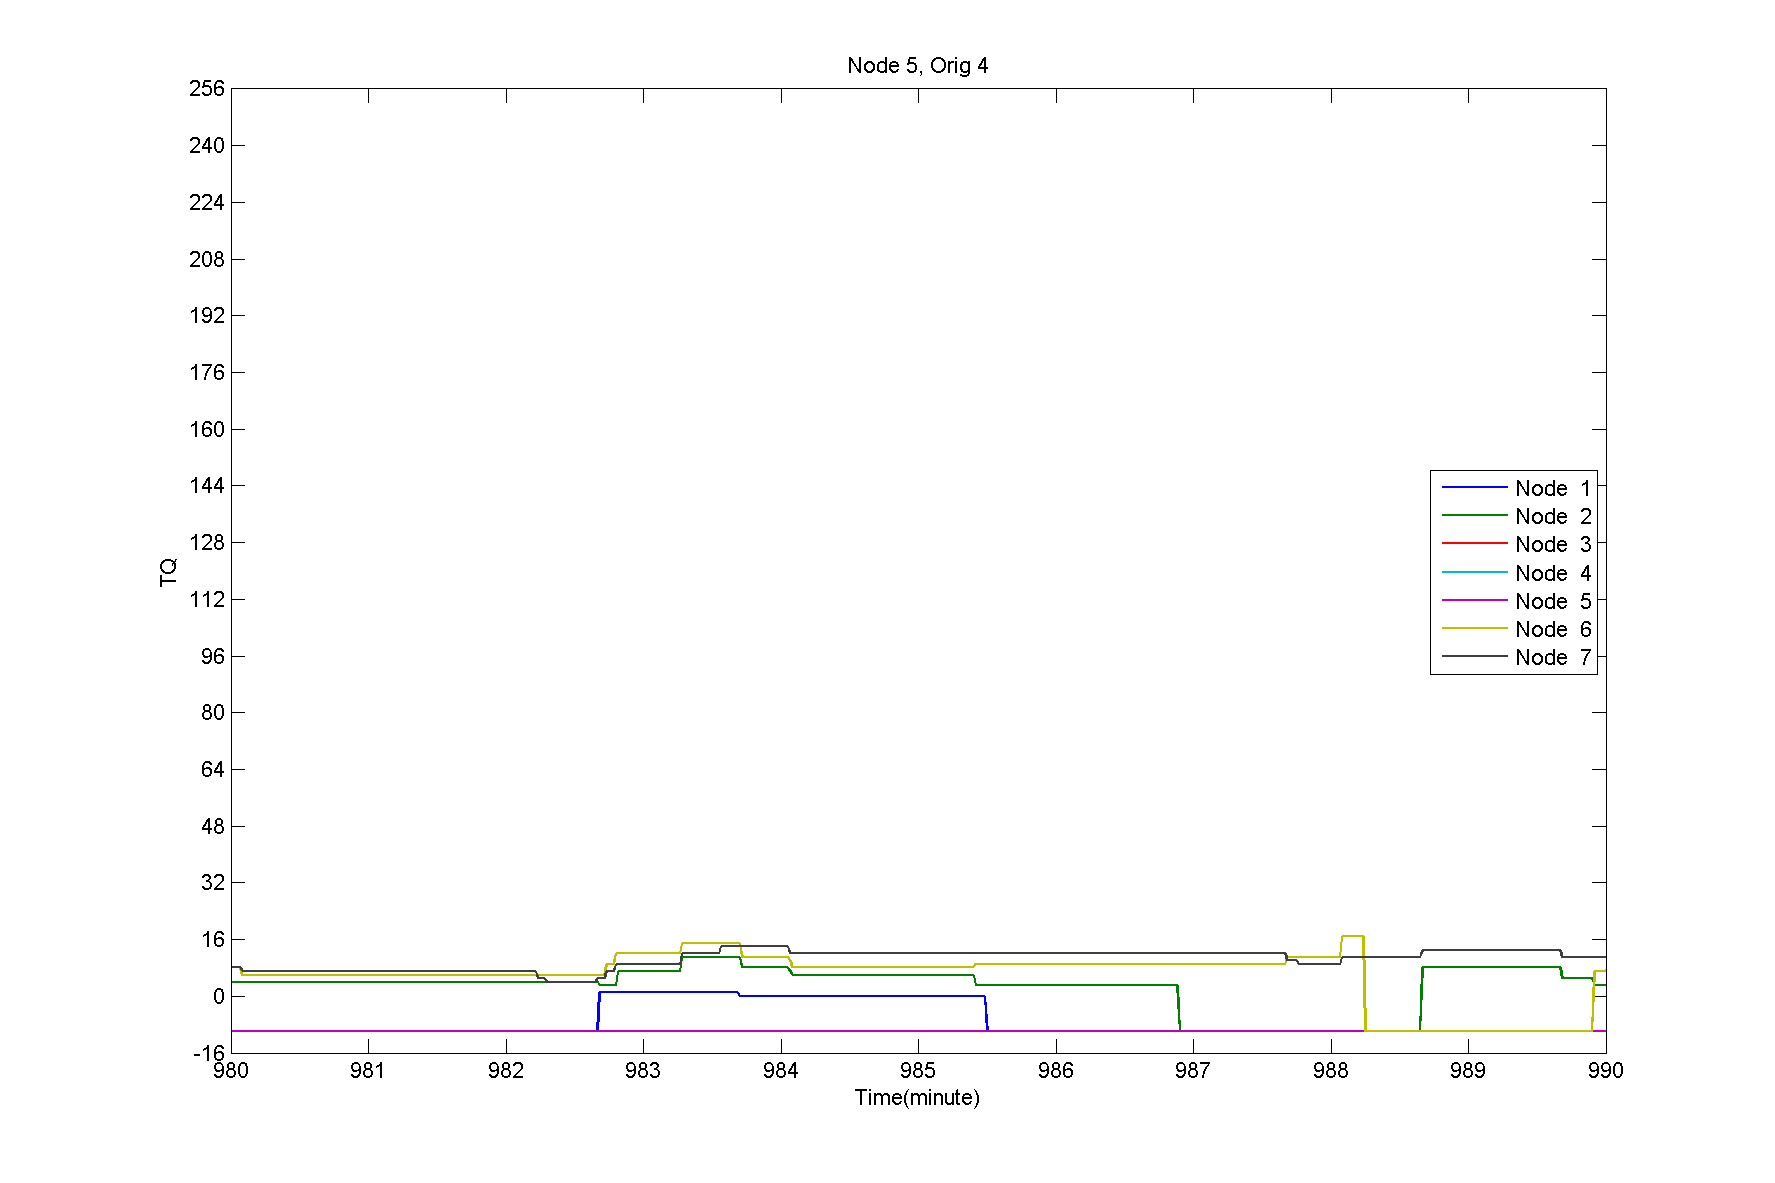 Node 5, Orig 4
256
240
224
208
192
176
160
144
128
112
96
80
64
48
32
16
0
-16
TQ
Node 1
Node 2
Node 3
Node 4
Node 5
Node 6
Node 7
980 981 982 983 984 985 986 987 988 989 990
Time(minute)